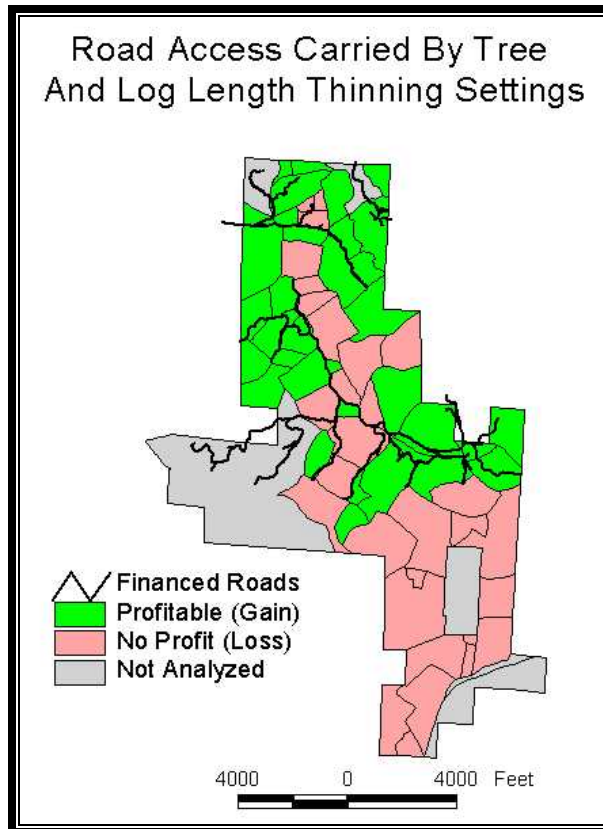 Road Access Carried By Tree
And Log Length Thinning Settings
Financed Roads
Profitable (Gain)
No Profit (Loss)
Not Analyzed
4000 0 4000 Feet